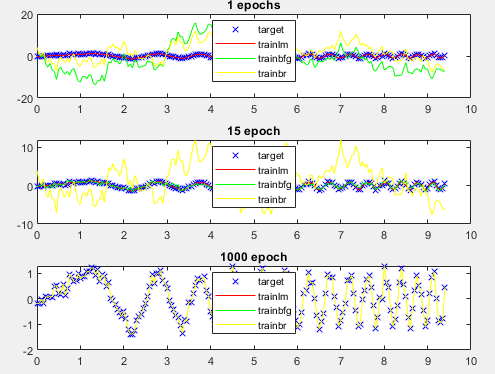 1 epochs
20
0
-20
target
trainlm
trainbfg
trainbr
0 1 2 3 4 5 6 7 8 9 10
15 epoch
10
0
-10
target
trainlm
trainbfg
trainbr
0 1 2 3 4 5 6 7 8 9 10
1000 epoch
1
0
-1
-2
target
trainlm
trainbfg
trainbr
0 1 2 3 4 5 6 7 8 9 10